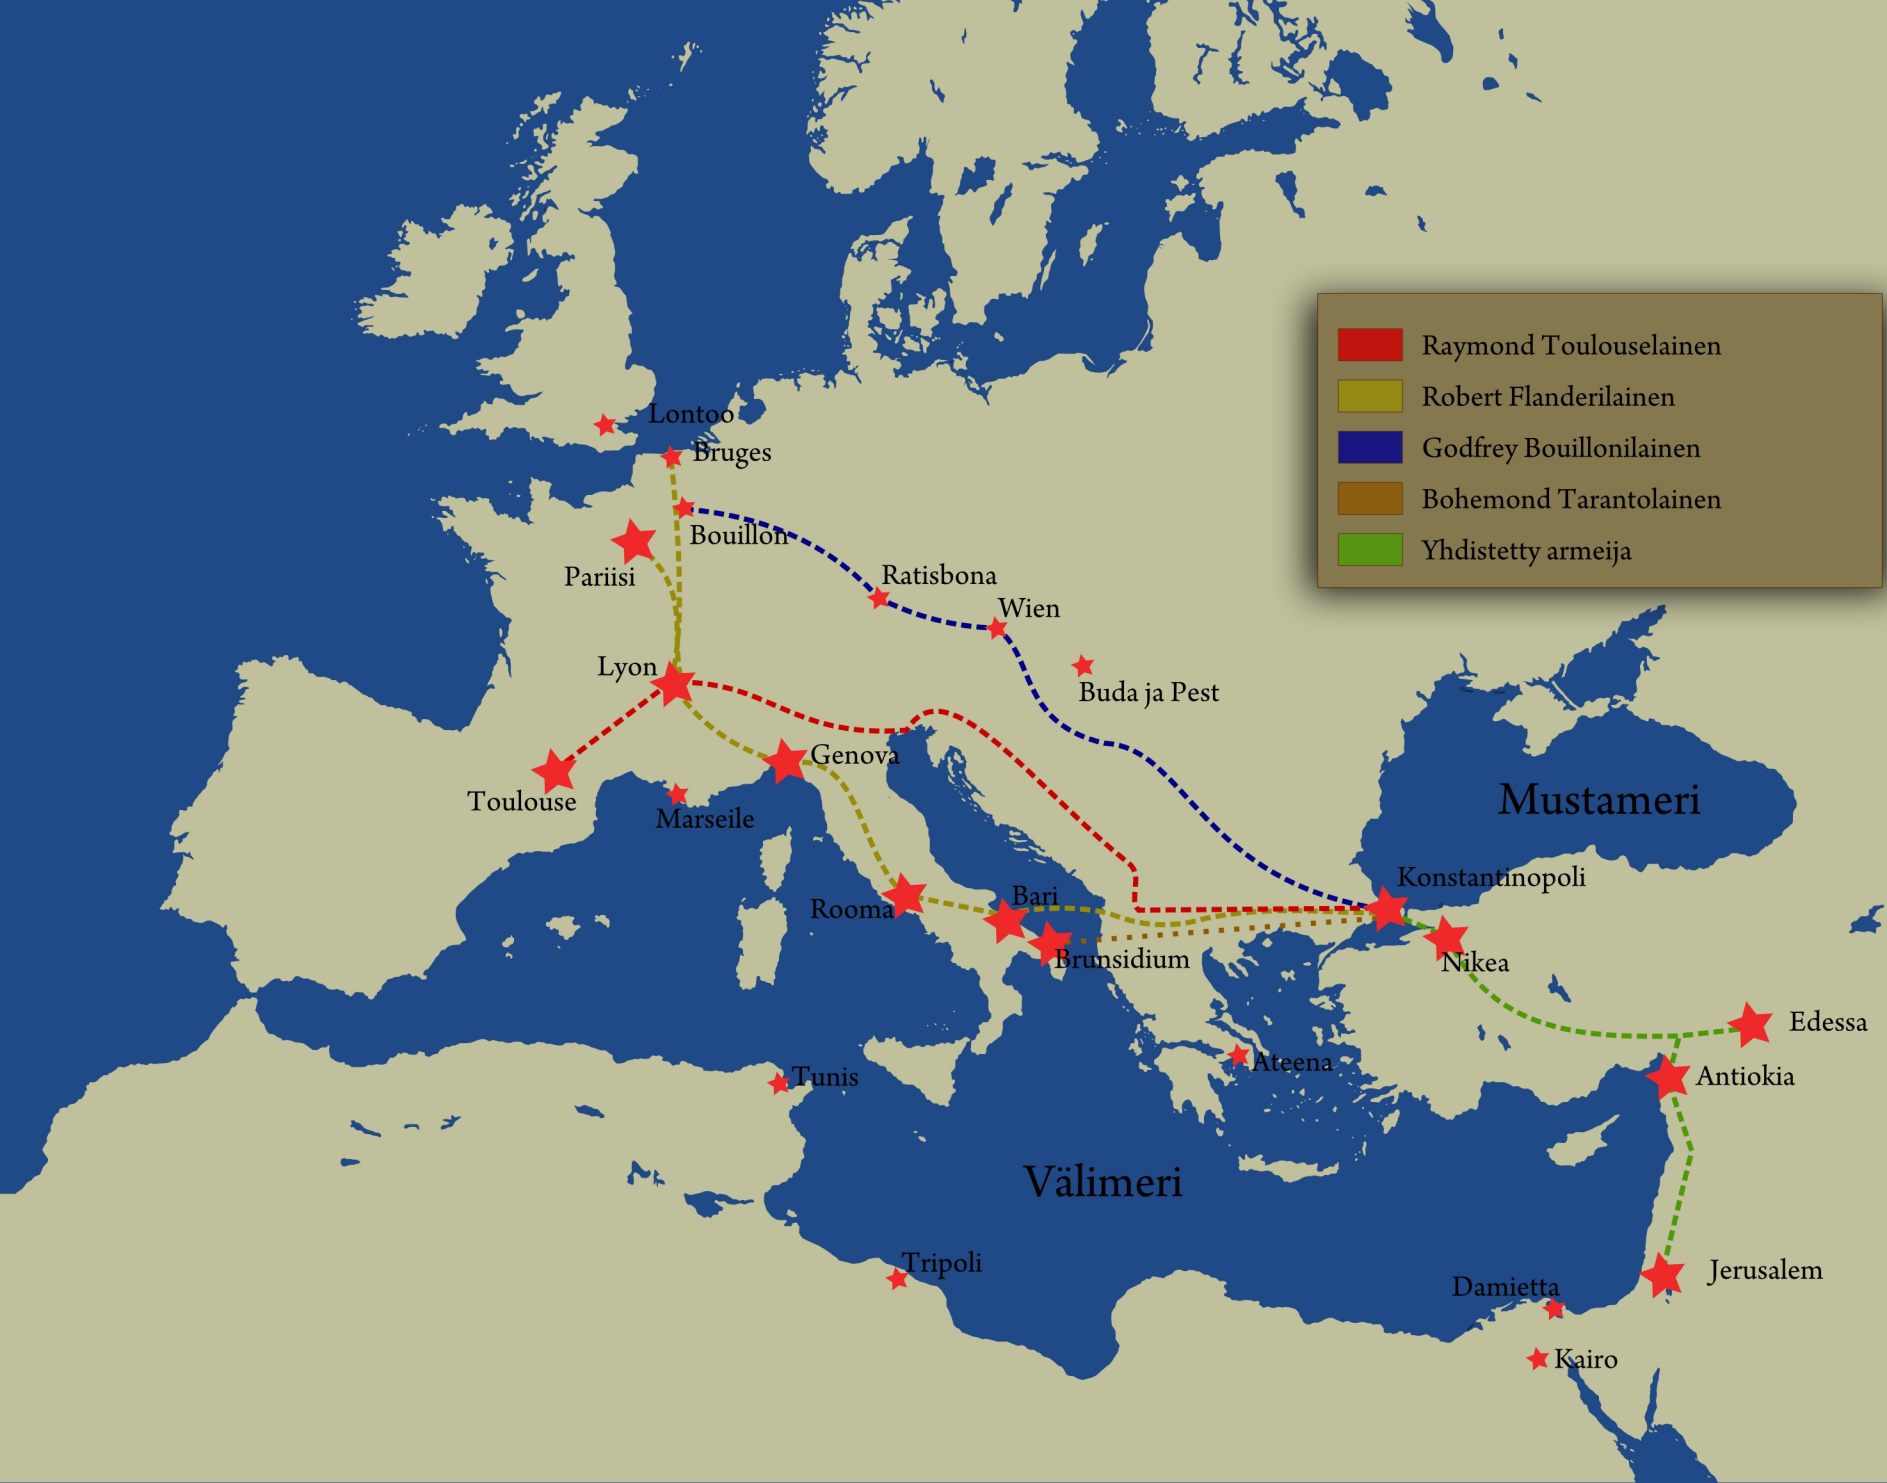 Raymond Toulouselainen
Robert Flanderilainen
Godfrey Bouillonilainen
Bohemond Tarantolainen
Yhdistetty armeija
Lontoo
Bruges
Bouillon
Pariisi
Ratisbona
Wien
Lyon
Buda ja Pest
Genova
Toulouse
Marseile
Mustameri
Konstantinopoli
Bari
Rooma
Brunsidium
Nikea
Edessa
Ateena
Tunis
Antiokia
Välimeri
Tripoli
Jerusalem
Damietta
Kairo